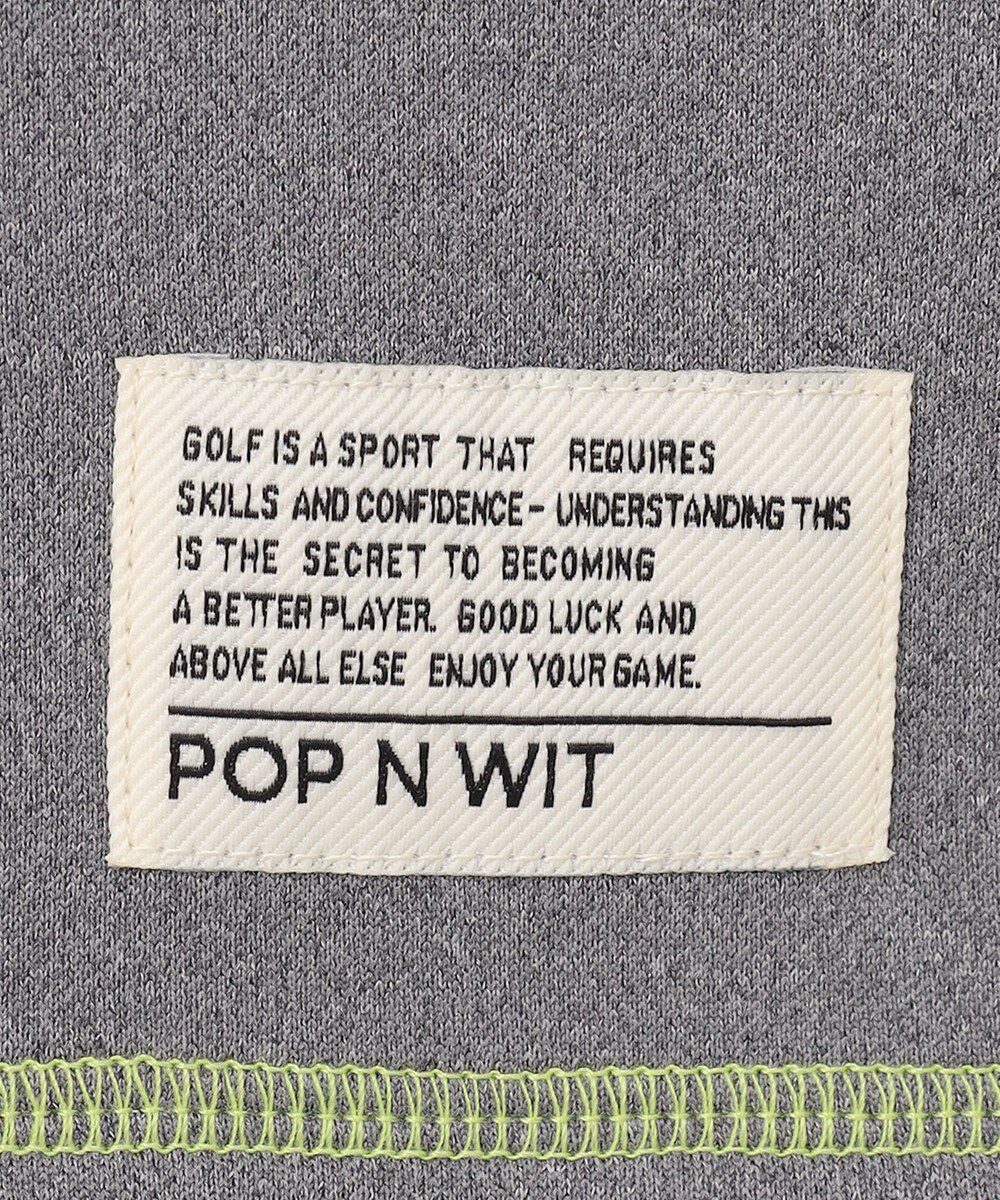 GOLF IS A SPORT THAT REQUIRES
SKILLS AND CONFIDENCE - UNDERSTANDING THIS
IS THE SECRET TO BECOMING
A BETTER PLAYER. GOOD LUCK AND
ABOVE ALL ELSE ENJOY YOUR GAME.
POP N WIT